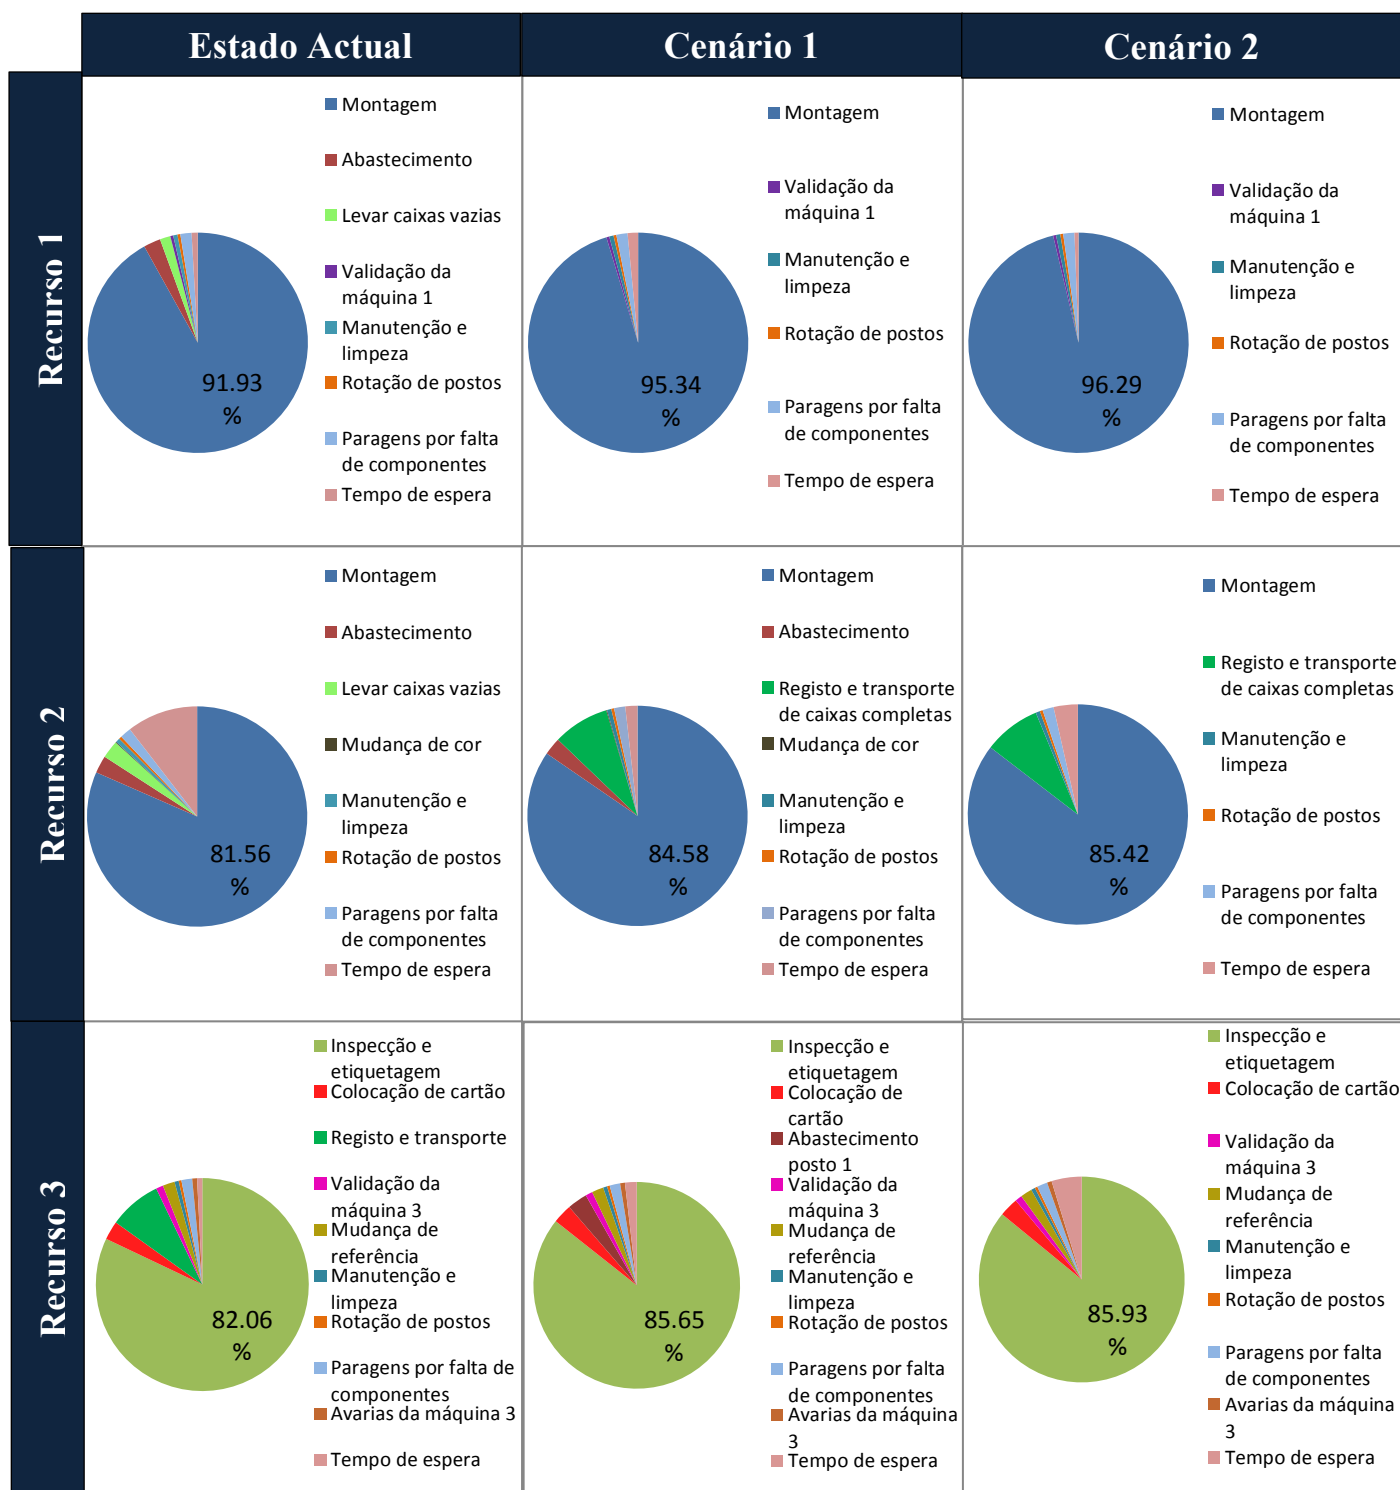 Estado Actual
Cenário 1
Cenário 2
Recurso 1
Montagem
Abastecimento
Levar caixas vazias
Validação da
máquina 1
Manutenção e
limpeza
Rotação de postos
Paragens por falta
de componentes
Tempo de espera
91.93
%
Montagem
Validação da
máquina 1
Manutenção e
limpeza
Rotação de postos
Paragens por falta
de componentes
Tempo de espera
95.34
%
Montagem
Validação da
máquina 1
Manutenção e
limpeza
Rotação de postos
Paragens por falta
de componentes
Tempo de espera
96.29
%
Recurso 2
Montagem
Abastecimento
Levar caixas vazias
Mudança de cor
Manutenção e
limpeza
Rotação de postos
Paragens por falta
de componentes
Tempo de espera
81.56
%
Montagem
Abastecimento
Registo e transporte
de caixas completas
Mudança de cor
Manutenção e
limpeza
Rotação de postos
Paragens por falta
de componentes
Tempo de espera
84.58
%
Montagem
Registo e transporte
de caixas completas
Manutenção e
limpeza
Rotação de postos
Paragens por falta
de componentes
Tempo de espera
85.42
%
Recurso 3
Inspecção e
etiquetagem
Colocação de cartão
Registo e transporte
Validação da
máquina 3
Mudança de
referência
Manutenção e
limpeza
Rotação de postos
Paragens por falta de
componentes
Avarias da máquina 3
Tempo de espera
82.06
%
Inspecção e
etiquetagem
Colocação de
cartão
Abastecimento
posto 1
Validação da
máquina 3
Mudança de
referência
Manutenção e
limpeza
Rotação de postos
Paragens por falta
de componentes
Avarias da máquina
3
Tempo de espera
85.65
%
Inspecção e
etiquetagem
Colocação de cartão
Validação da
máquina 3
Mudança de
referência
Manutenção e
limpeza
Rotação de postos
Paragens por falta
de componentes
Avarias da máquina
3
Tempo de espera
85.93
%